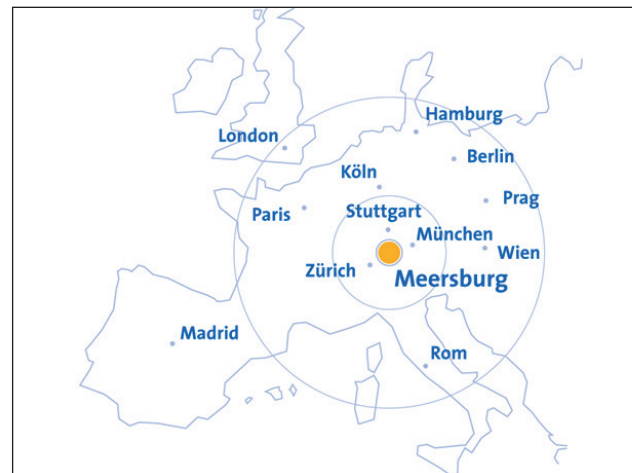 Hamburg
London
Berlin
Köln
Prag
Paris
Stuttgart
München
Wien
Zürich
Meersburg
Madrid
Rom